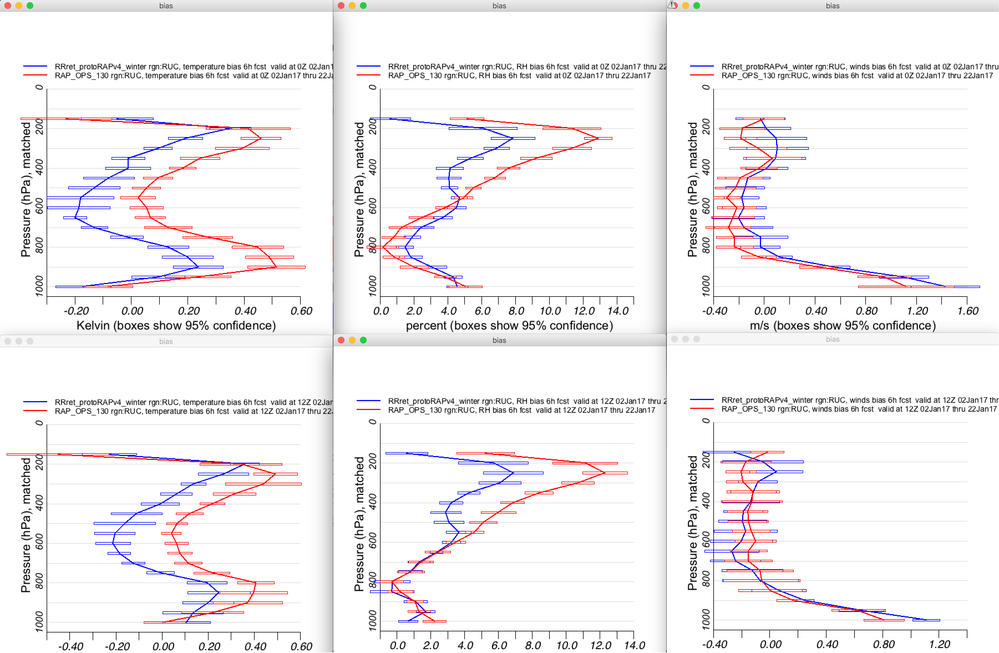 bias
RRret_protoRAPv4_winter rgn:RUC, temperature bias 6h fcst valid at 0Z 02Jan1
RAP_OPS_130 rgn:RUC, temperature bias 6h fcst valid at 0Z 02Jan17 thru 22Ja
0
200
400
600
800
1000
Pressure (hPa), matched
-0.20 0.00 0.20 0.40 0.60
Kelvin (boxes show 95% confidence)
bias
RRret_protoRAPv4_winter rgn:RUC, RH bias 6h fcst valid at 0Z 02Jan17 thru 22
RAP_OPS_130 rgn:RUC, RH bias 6h fcst valid at 0Z 02Jan17 thru 22Jan17
0
200
400
600
800
1000
Pressure (hPa), matched
0.0 2.0 4.0 6.0 8.0 10.0 12.0 14.0
percent (boxes show 95% confidence)
bias
RRret_protoRAPv4_winter rgn:RUC, winds bias 6h fcst valid at 0Z 02Jan17 thru
RAP_OPS_130 rgn:RUC, winds bias 6h fcst valid at 0Z 02Jan17 thru 22Jan17
0
200
400
600
800
1000
Pressure (hPa), matched
-0.40 0.00 0.40 0.80 1.20 1.60
m/s (boxes show 95% confidence)
bias
RRret_protoRAPv4_winter rgn:RUC, temperature bias 6h fcst valid at 12Z 02Jan
RAP_OPS_130 rgn:RUC, temperature bias 6h fcst valid at 12Z 02Jan17 thru 22J
0
200
400
600
800
1000
Pressure (hPa), matched
-0.40 -0.20 0.00 0.20 0.40 0.60
bias
RRret_protoRAPv4_winter rgn:RUC, RH bias 6h fcst valid at 12Z 02Jan17 thru 2
RAP_OPS_130 rgn:RUC, RH bias 6h fcst valid at 12Z 02Jan17 thru 22Jan17
0
200
400
600
800
1000
Pressure (hPa), matched
0.0 2.0 4.0 6.0 8.0 10.0 12.0 14.0
bias
RRret_protoRAPv4_winter rgn:RUC, winds bias 6h fcst valid at 12Z 02Jan17 thr
RAP_OPS_130 rgn:RUC, winds bias 6h fcst valid at 12Z 02Jan17 thru 22Jan17
0
200
400
600
800
1000
Pressure (hPa), matched
-0.40 0.00 0.40 0.80 1.20